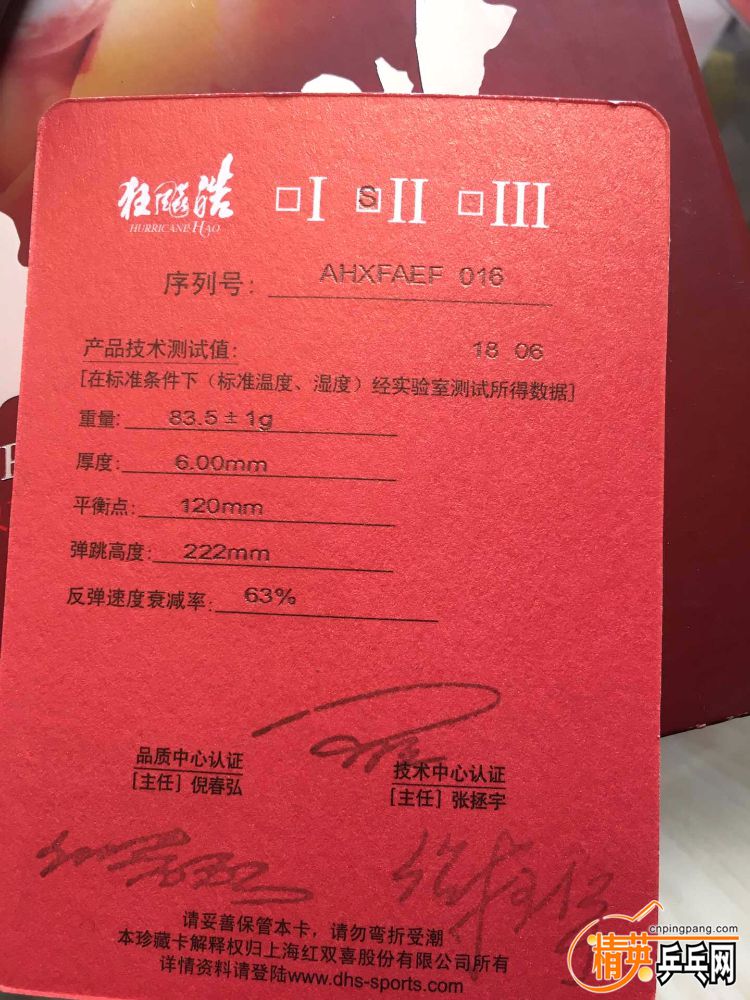 狂飚皓 □I S II □III
HURRICANE HAO
序列号: AHXFAEF 016
产品技术测试值: 18 06
[在标准条件下（标准温度、湿度）经实验室测试所得数据]
重量: 83.5±1g
厚度: 6.00mm
平衡点: 120mm
弹跳高度: 222mm
反弹速度衰减率: 63%
品质中心认证 技术中心认证
[主任] 倪春弘 [主任] 张拯宇
请妥善保管本卡，请勿弯折受潮
本珍藏卡解释权归上海红双喜股份有限公司所有
详情资料请登陆www.dhs-sports.com
cnpingpang.com
精英乒乓网